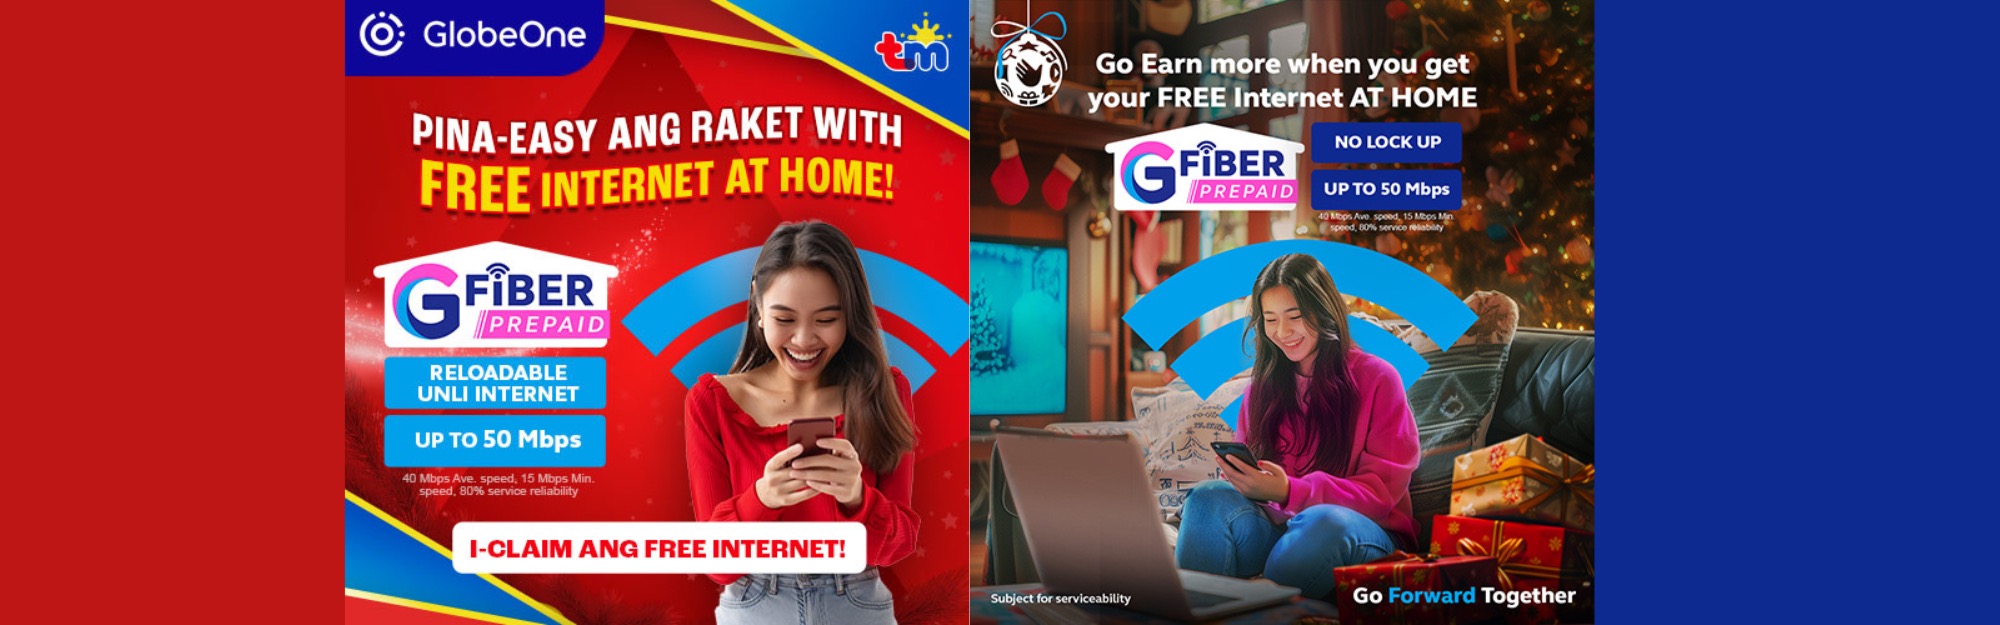 GlobeOne
tm
PINA-EASY ANG RAKET WITH
FREE INTERNET AT HOME!
GFiBER
PREPAID
RELOADABLE
UNLI INTERNET
UP TO 50 Mbps
40 Mbps Ave. speed, 15 Mbps Min.
speed, 80% service reliability
I-CLAIM ANG FREE INTERNET!
Go Earn more when you get
your FREE Internet AT HOME
GFiBER
PREPAID
NO LOCK UP
UP TO 50 Mbps
40 Mbps Ave. speed, 15 Mbps Min.
speed, 80% service reliability
Subject for serviceability
Go Forward Together